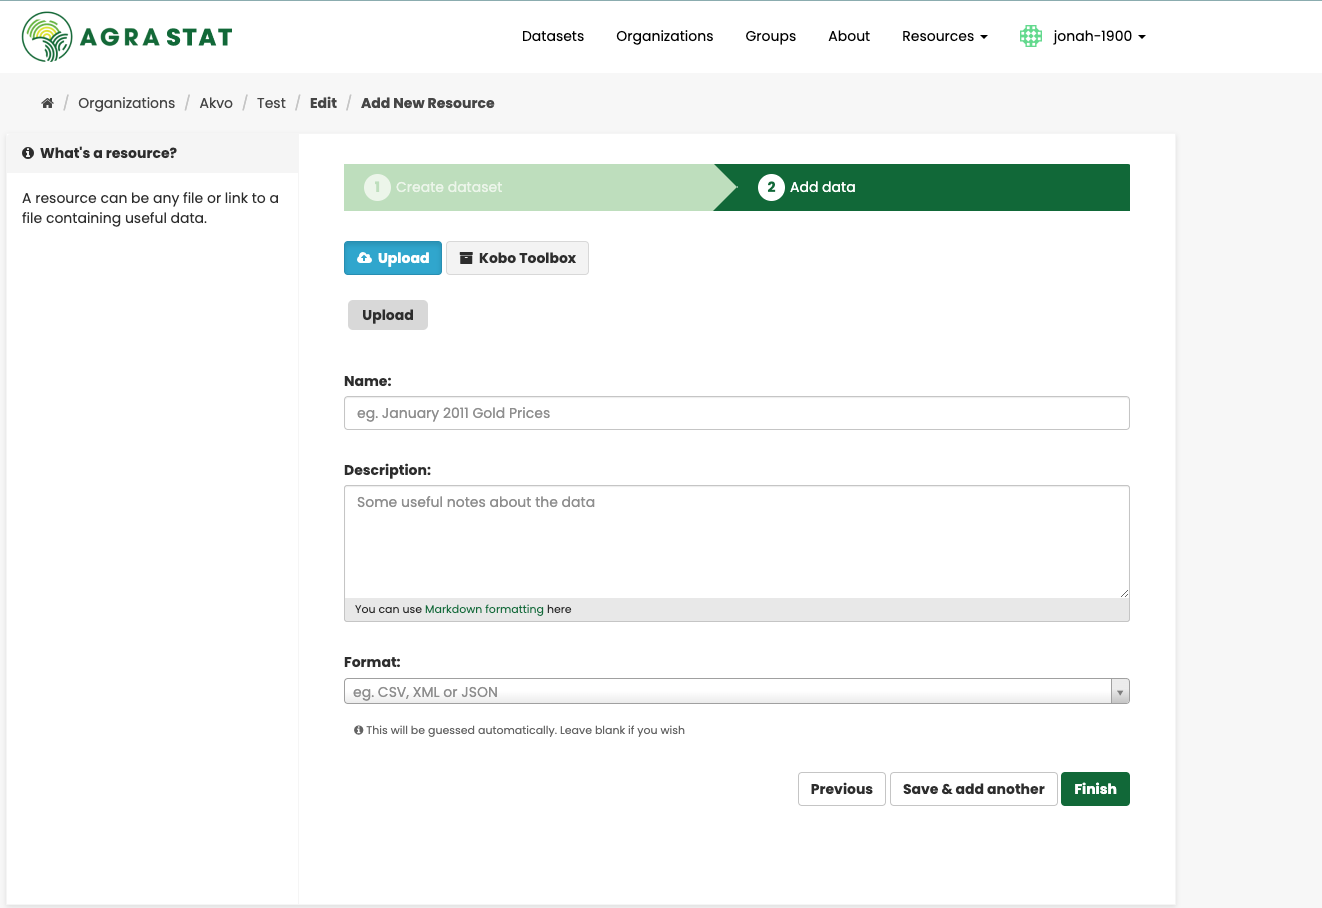 AGRA STAT
Datasets Organizations Groups About Resources jonah-1900
/ Organizations / Akvo / Test / Edit / Add New Resource
What's a resource?
A resource can be any file or link to a
file containing useful data.
1 Create dataset
2 Add data
Upload Kobo Toolbox
Upload
Name:
eg. January 2011 Gold Prices
Description:
Some useful notes about the data
You can use Markdown formatting here
Format:
eg. CSV, XML or JSON
This will be guessed automatically. Leave blank if you wish
Previous Save & add another Finish